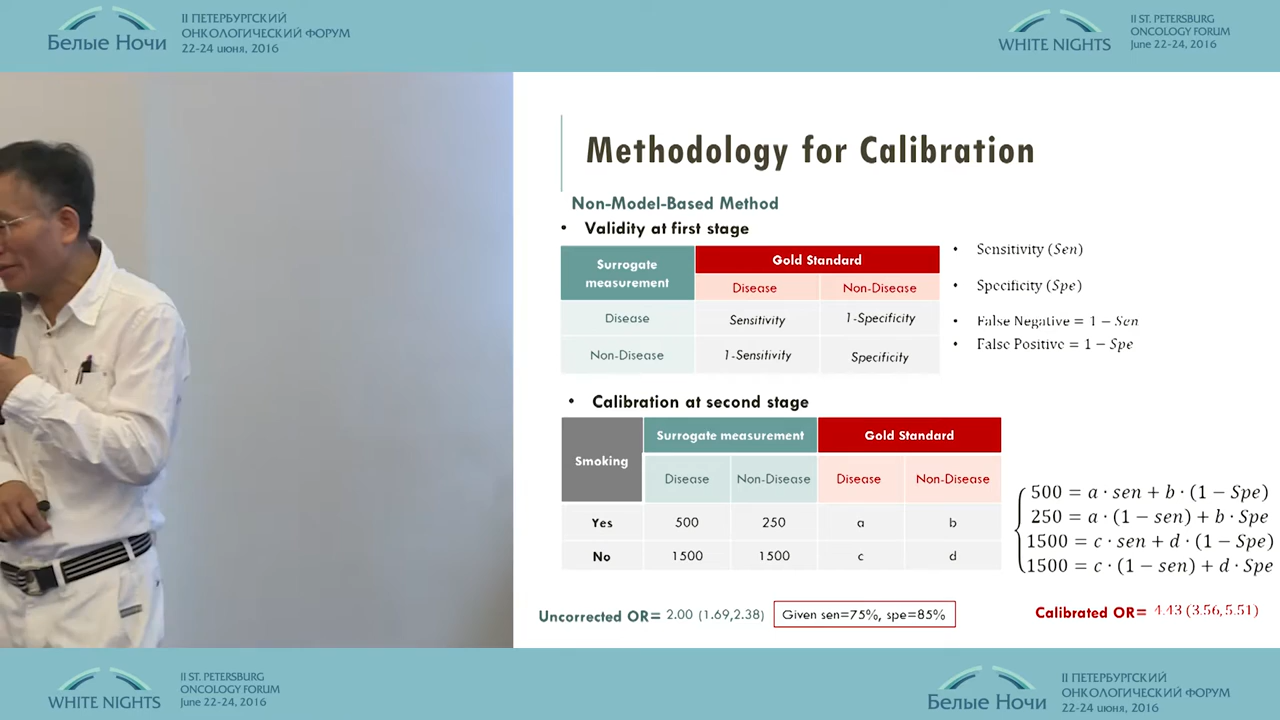 Белые Ночи
II ПЕТЕРБУРГСКИЙ
ОНКОЛОГИЧЕСКИЙ ФОРУМ
22-24 июня, 2016
WHITE NIGHTS
II ST. PETERSBURG
ONCOLOGY FORUM
June 22-24, 2016
Methodology for Calibration
Non-Model-Based Method
• Validity at first stage
Surrogate measurement Gold Standard
Disease Non-Disease
Disease Sensitivity 1-Specificity
Non-Disease 1-Sensitivity Specificity
• Sensitivity (Sen)
• Specificity (Spe)
• False Negative = 1 − Sen
• False Positive = 1 − Spe
• Calibration at second stage
Smoking Surrogate measurement Gold Standard
Disease Non-Disease Disease Non-Disease
Yes 500 250 a b
No 1500 1500 c d
500 = a · sen + b · (1 − Spe)
250 = a · (1 − sen) + b · Spe
1500 = c · sen + d · (1 − Spe)
1500 = c · (1 − sen) + d · Spe
Uncorrected OR= 2.00 (1.69,2.38) Given sen=75%, spe=85% Calibrated OR= 4.43 (3.56,5.51)
WHITE NIGHTS
II ST. PETERSBURG
ONCOLOGY FORUM
June 22-24, 2016
Белые Ночи
II ПЕТЕРБУРГСКИЙ
ОНКОЛОГИЧЕСКИЙ ФОРУМ
22-24 июня, 2016